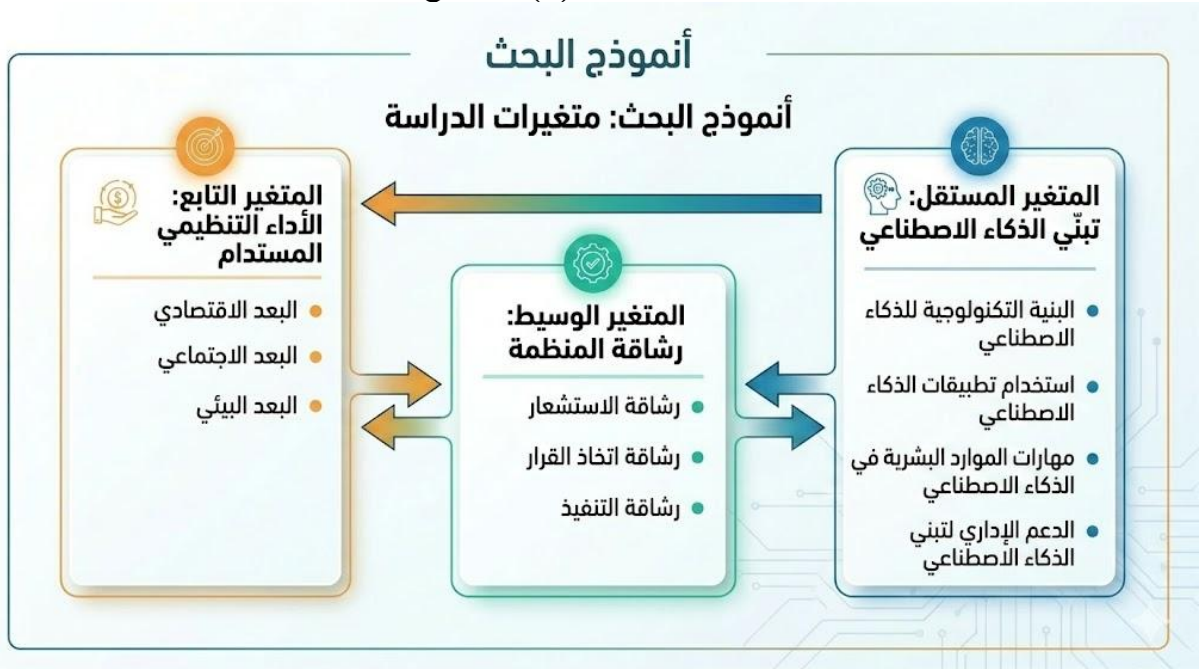 أنموذج البحث
أنموذج البحث: متغيرات الدراسة
المتغير المستقل:
تبنّي الذكاء الاصطناعي
البنية التكنولوجية للذكاء
الاصطناعي
استخدام تطبيقات الذكاء
الاصطناعي
مهارات الموارد البشرية في
الذكاء الاصطناعي
الدعم الإداري لتبني
الذكاء الاصطناعي
المتغير الوسيط:
رشاقة المنظمة
رشاقة الاستشعار
رشاقة اتخاذ القرار
رشاقة التنفيذ
المتغير التابع:
الأداء التنظيمي
المستدام
البعد الاقتصادي
البعد الاجتماعي
البعد البيئي